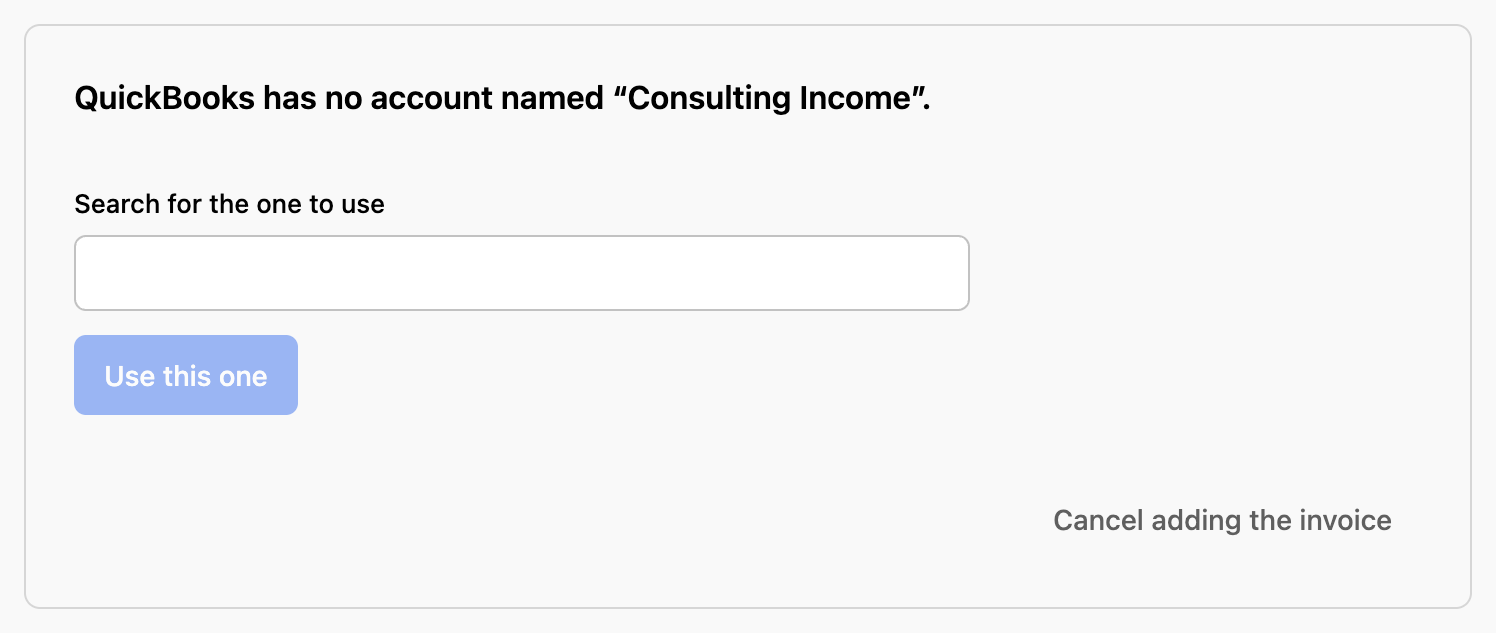 QuickBooks has no account named “Consulting Income”.
Search for the one to use
Use this one
Cancel adding the invoice